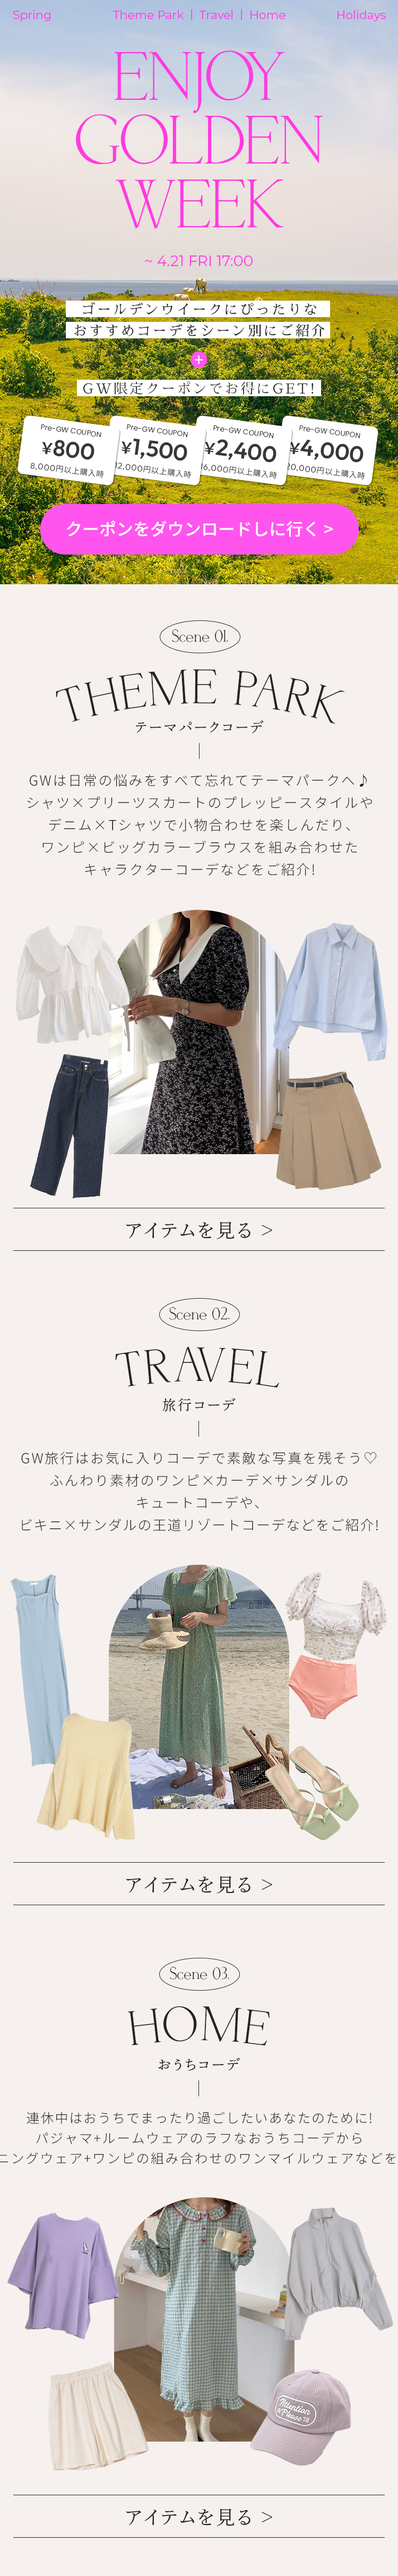 Spring Theme Park | Travel | Home Holidays
ENJOY
GOLDEN
WEEK
~ 4.21 FRI 17:00
ゴールデンウイークにぴったりな
おすすめコーデをシーン別にご紹介
+
GW限定クーポンでお得にGET!
Pre-GW COUPON
¥800
8,000円以上購入時
Pre-GW COUPON
¥1,500
12,000円以上購入時
Pre-GW COUPON
¥2,400
16,000円以上購入時
Pre-GW COUPON
¥4,000
20,000円以上購入時
クーポンをダウンロードしに行く >
Scene 01.
THEME PARK
テーマパークコーデ
GWは日常の悩みをすべて忘れてテーマパークへ♪
シャツ×プリーツスカートのプレッピースタイルや
デニム×Tシャツで小物合わせを楽しんだり、
ワンピ×ビッグカラーブラウスを組み合わせた
キャラクターコーデなどをご紹介!
アイテムを見る >
Scene 02.
TRAVEL
旅行コーデ
GW旅行はお気に入りコーデで素敵な写真を残そう♡
ふんわり素材のワンピ×カーデ×サンダルの
キュートコーデや、
ビキニ×サンダルの王道リゾートコーデなどをご紹介!
アイテムを見る >
Scene 03.
HOME
おうちコーデ
連休中はおうちでまったり過ごしたいあなたのために!
パジャマ+ルームウェアのラフなおうちコーデから
ニングウェア+ワンピの組み合わせのワンマイルウェアなどを
Attention
Please
アイテムを見る >